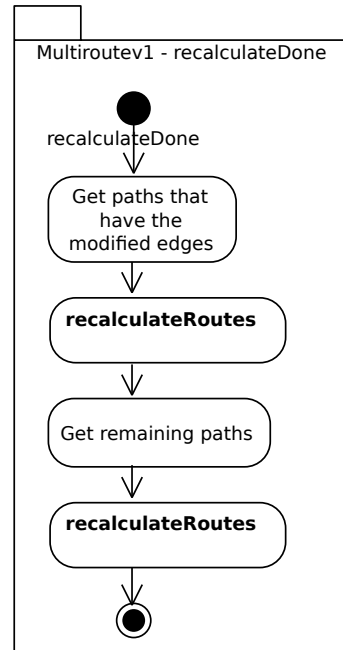 Multiroutev1 - recalculateDone
recalculateDone
Get paths that
have the
modified edges
recalculateRoutes
Get remaining paths
recalculateRoutes